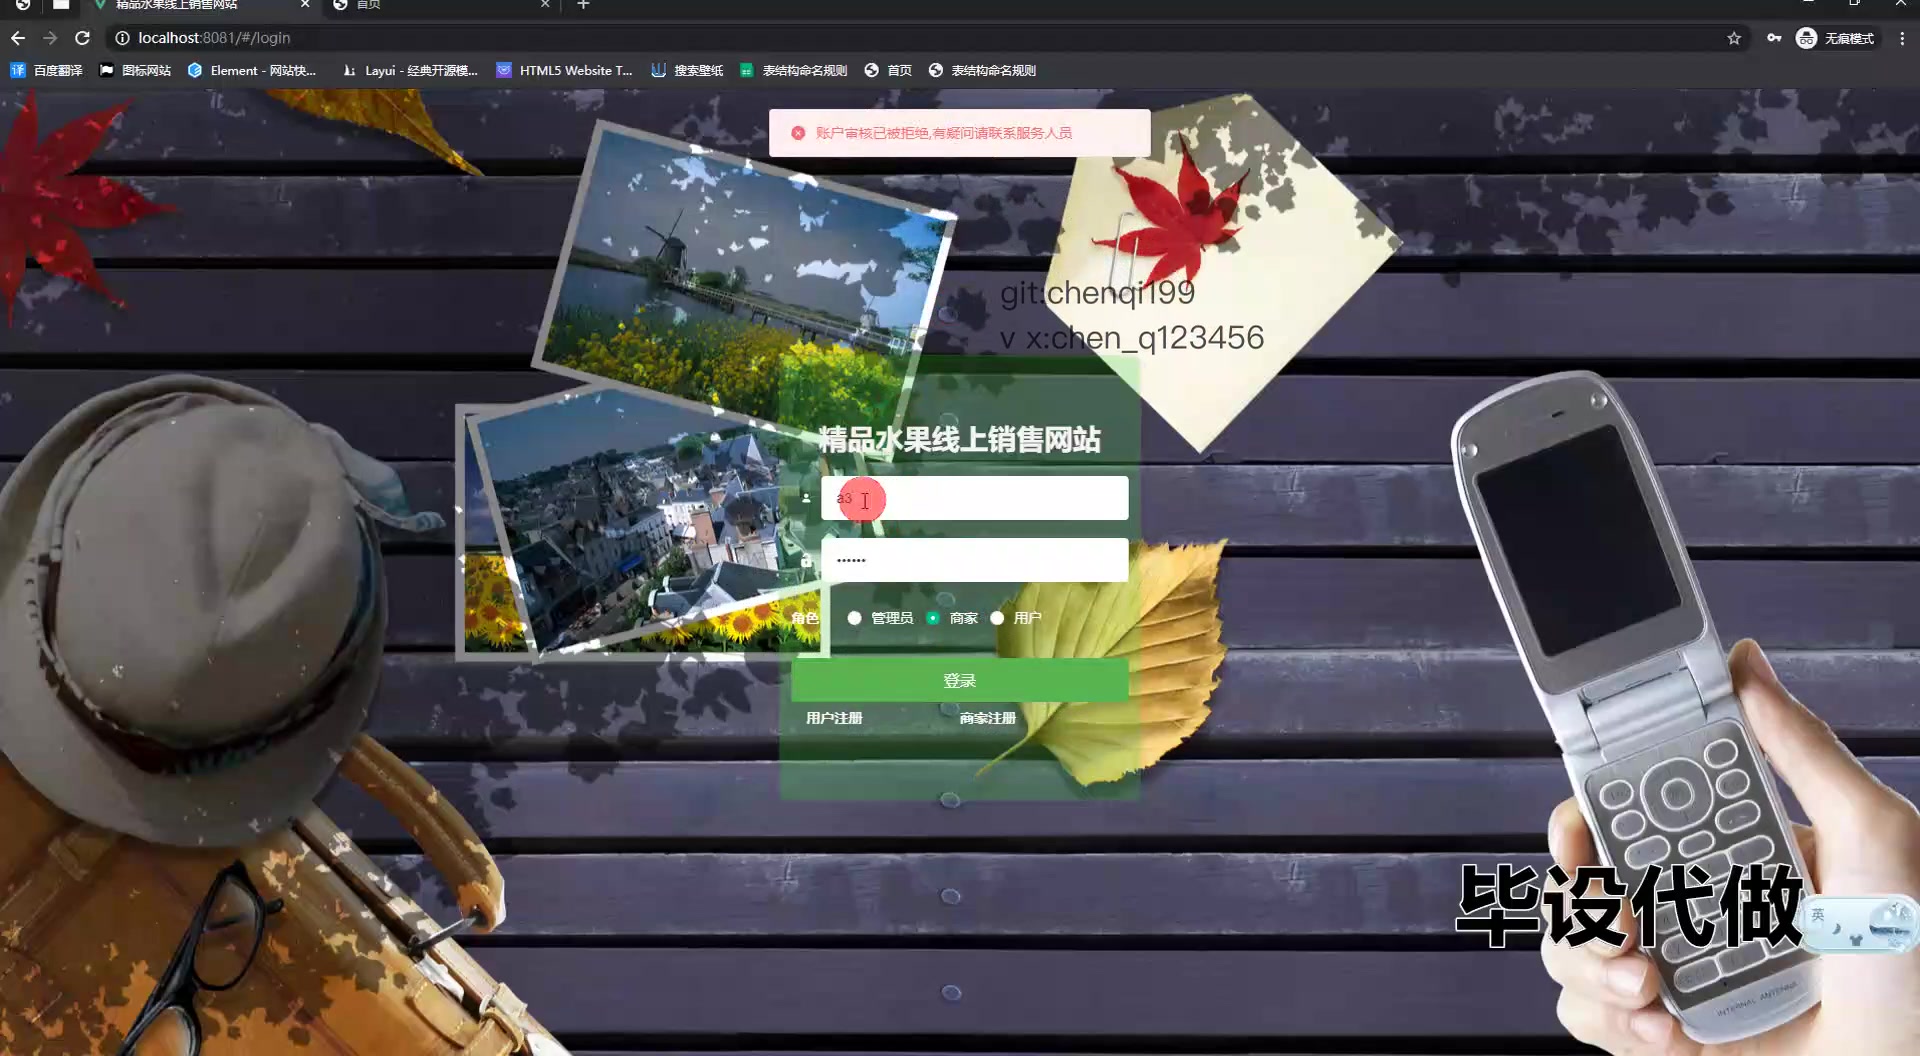 精品水果线上销售网站
首页
localhost:8081/#/login
无痕模式
百度翻译
图标网站
Element - 网站快...
Layui - 经典开源模...
HTML5 Website T...
搜索壁纸
表结构命名规则
首页
表结构命名规则
账户审核已被拒绝,有疑问请联系服务人员
git:chenqi199
v x:chen_q123456
精品水果线上销售网站
a3
角色
管理员
商家
用户
登录
用户注册
商家注册
毕设代做
英
INTERNAL ANTENNA